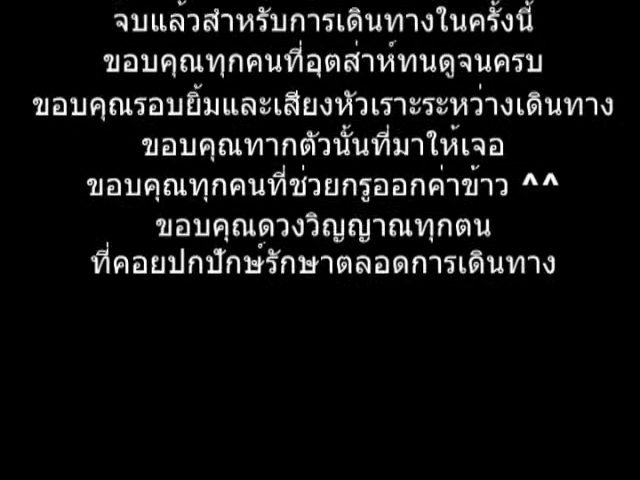 จบแล้วสำหรับการเดินทางในครั้งนี้
ขอบคุณทุกคนที่อุตส่าห์ทนดูจนครบ
ขอบคุณรอบยิ้มและเสียงหัวเราะระหว่างเดินทาง
ขอบคุณทากตัวนั้นที่มาให้เจอ
ขอบคุณทุกคนที่ช่วยกรูออกค่าข้าว ^^
ขอบคุณดวงวิญญาณทุกตน
ที่คอยปกปักษ์รักษาตลอดการเดินทาง